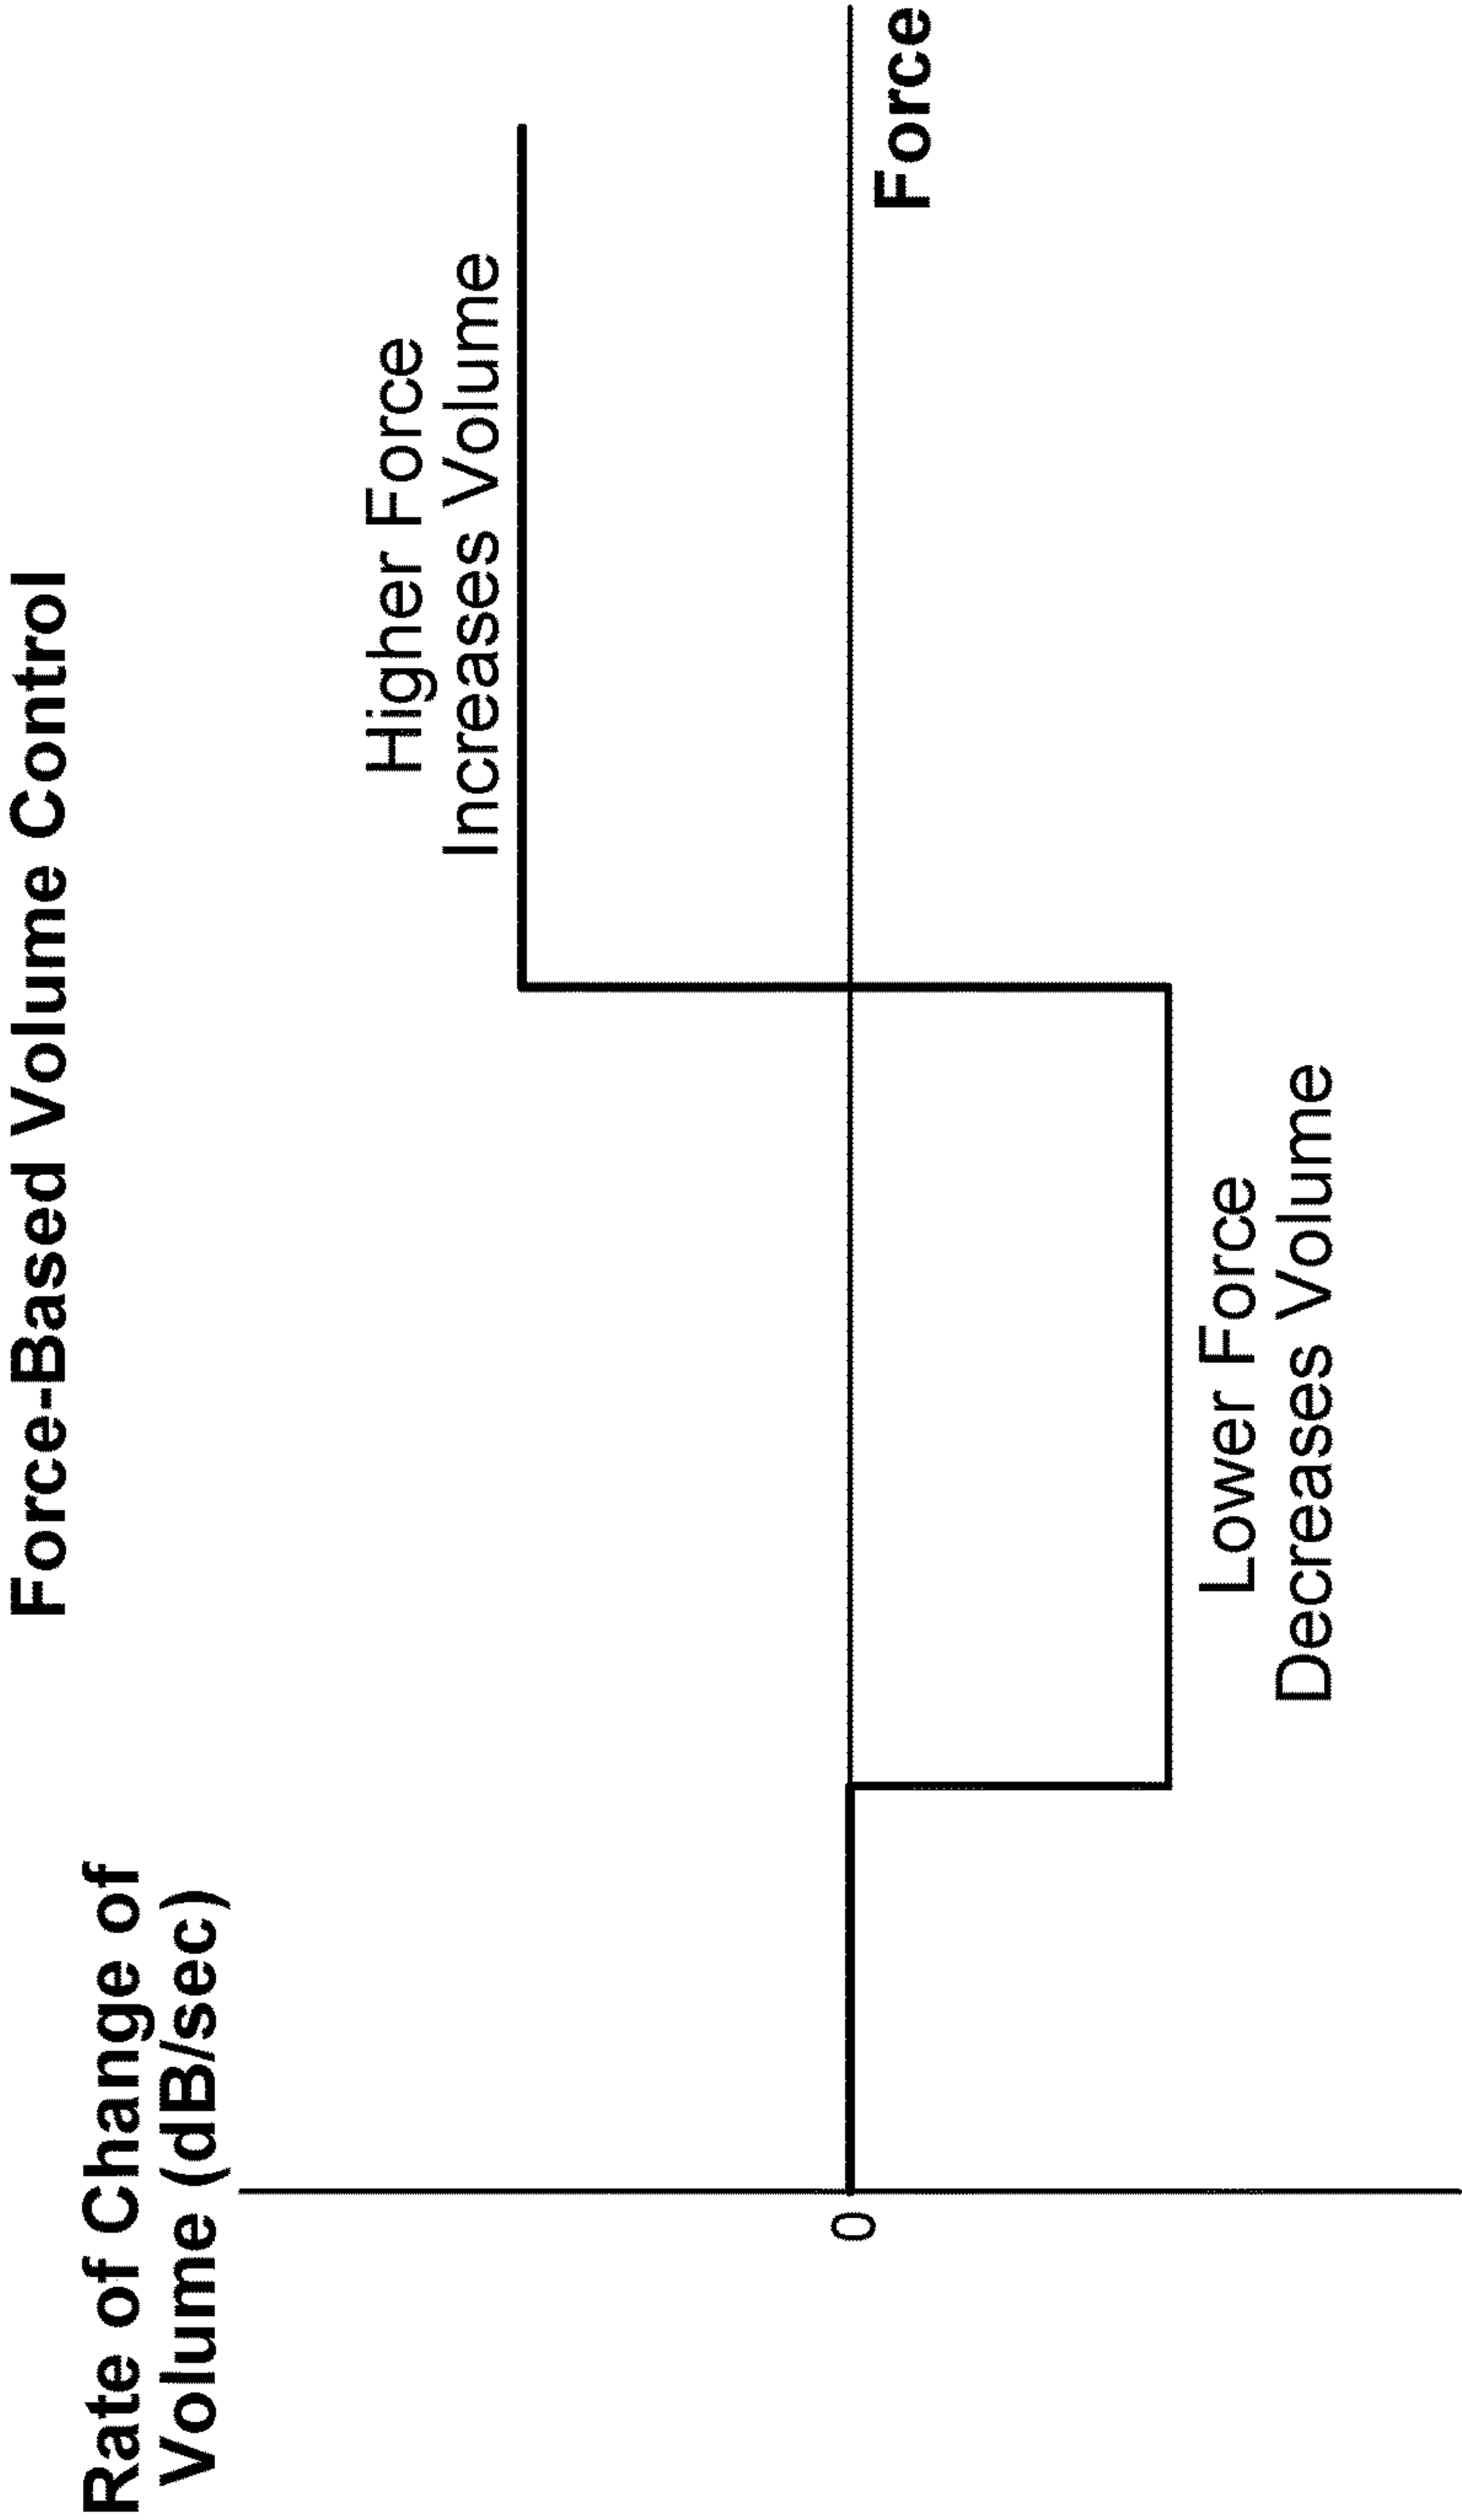 Force-Based Volume Control
Rate of Change of
Volume (dB/sec)
Higher Force
Increases Volume
0
Force
Lower Force
Decreases Volume